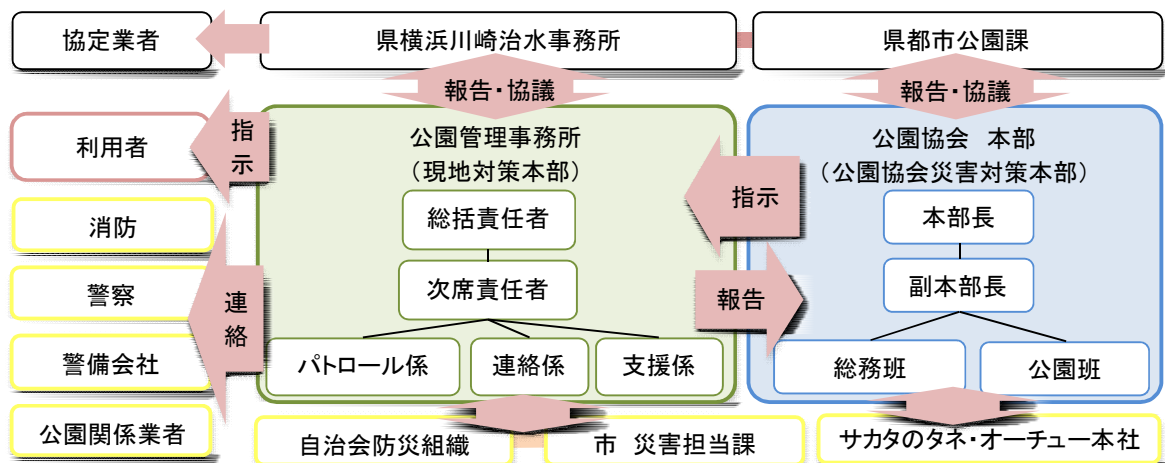 協定業者
県横浜川崎治水事務所
県都市公園課
報告・協議
報告・協議
利用者
指
示
公園管理事務所
（現地対策本部）
公園協会 本部
（公園協会災害対策本部）
指示
総括責任者
本部長
消防
次席責任者
副本部長
警察
連
絡
報告
警備会社
パトロール係
連絡係
支援係
総務班
公園班
公園関係業者
自治会防災組織
市 災害担当課
サカタのタネ・オーチュー本社